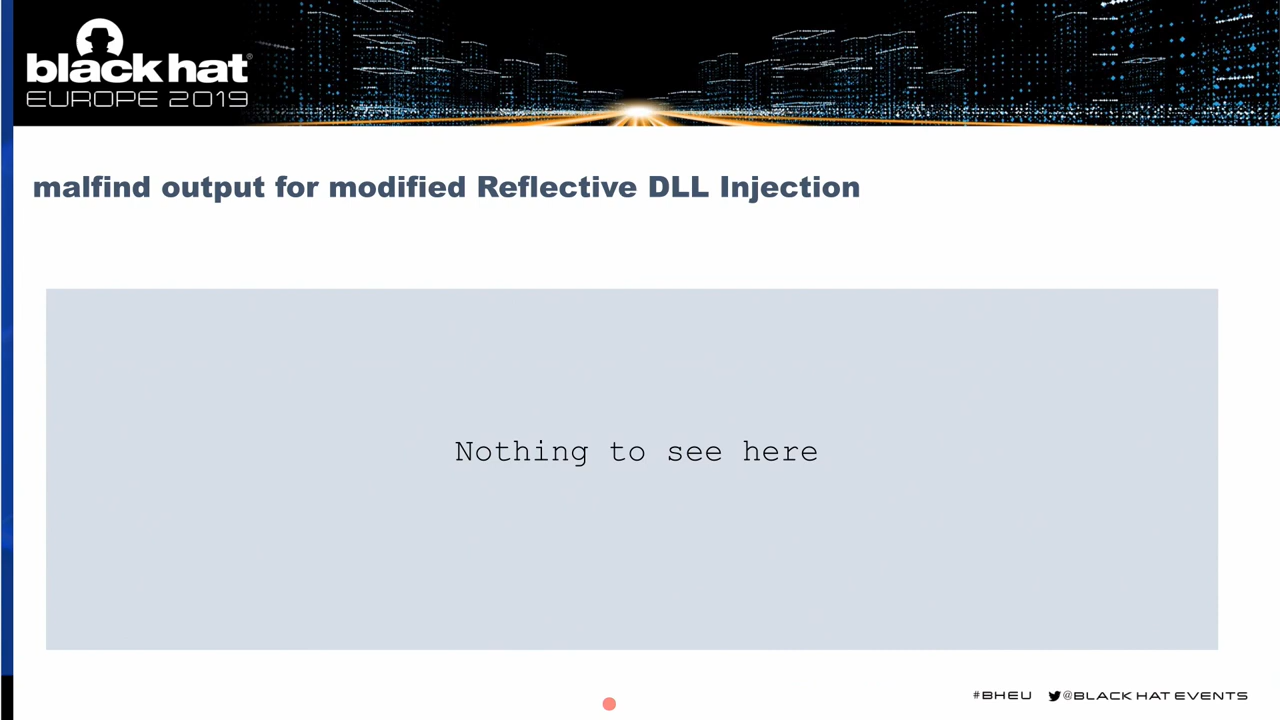 black hat®
EUROPE 2019
malfind output for modified Reflective DLL Injection
Nothing to see here
#BHEU @BLACK HAT EVENTS